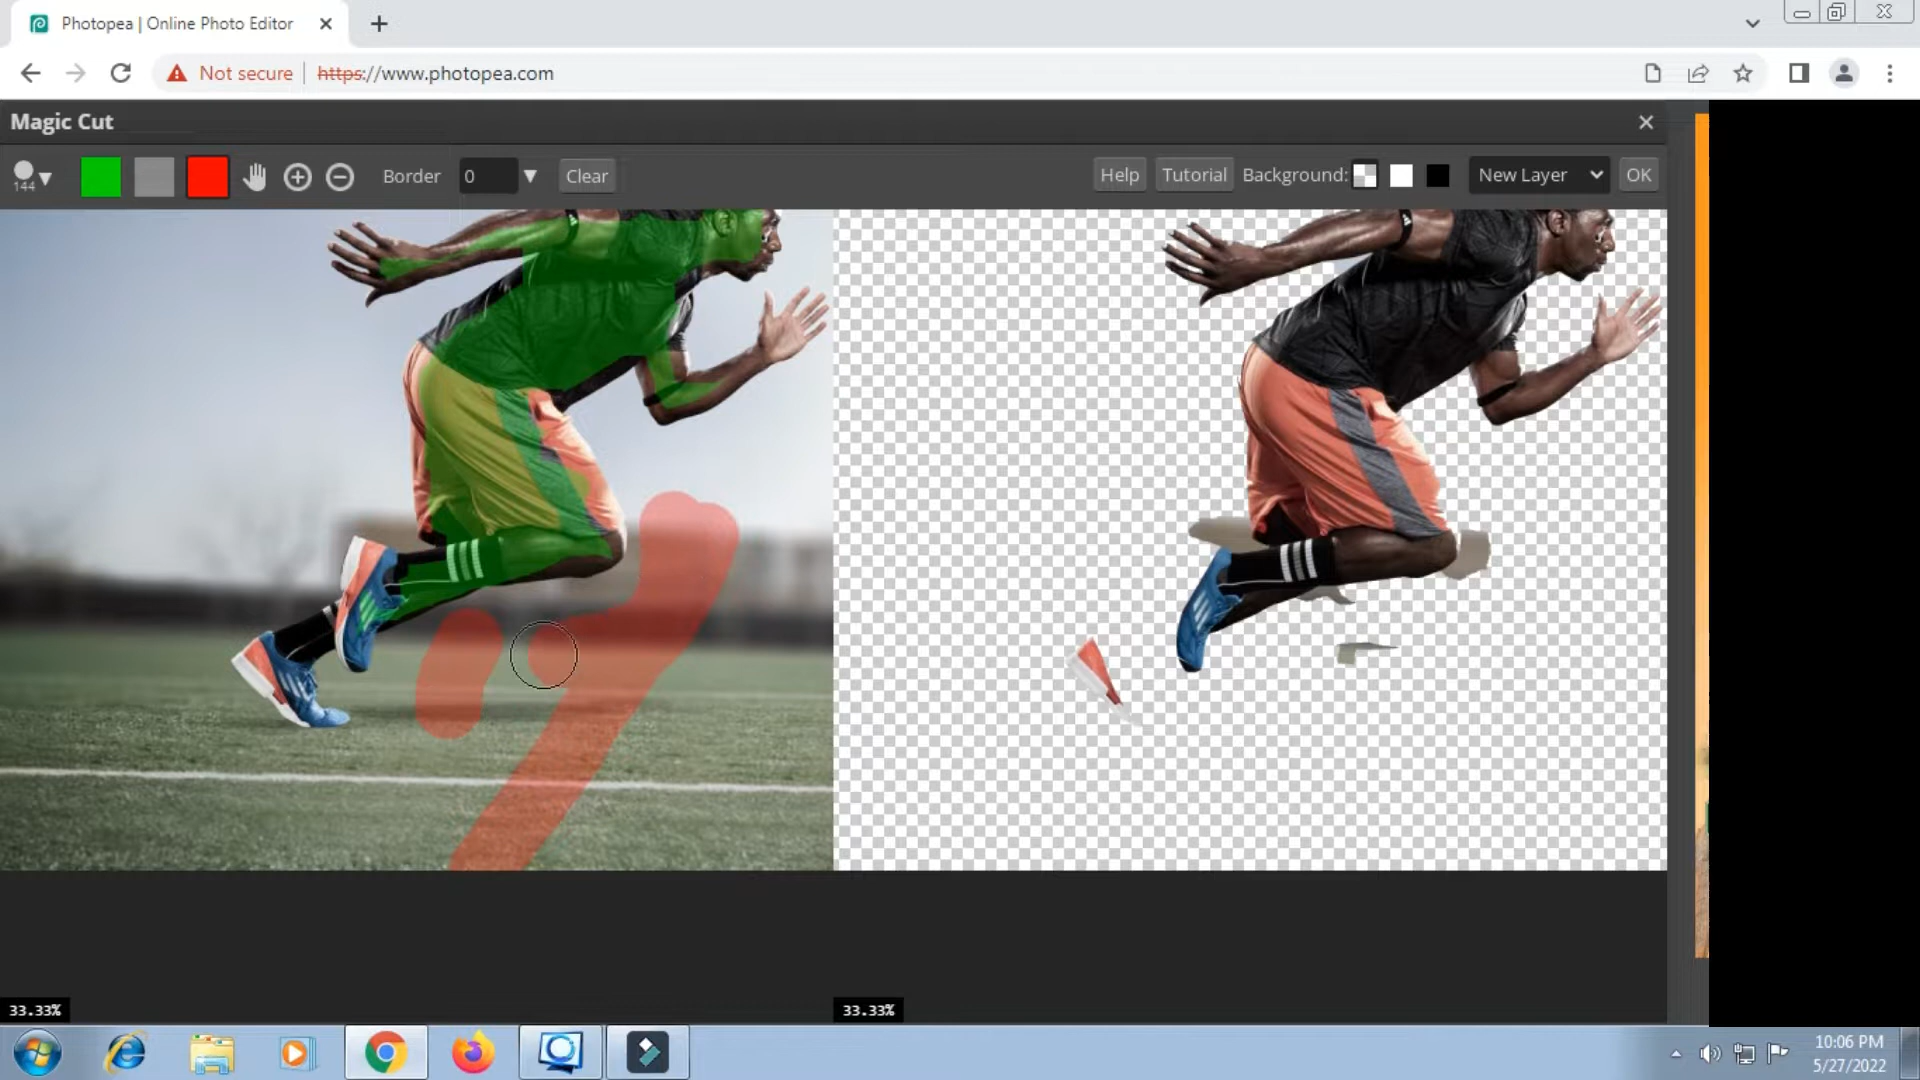 Photopea | Online Photo Editor
Not secure https://www.photopea.com
Magic Cut
144 Border 0 Clear Help Tutorial Background: New Layer OK
33.33% 33.33%
10:06 PM
5/27/2022